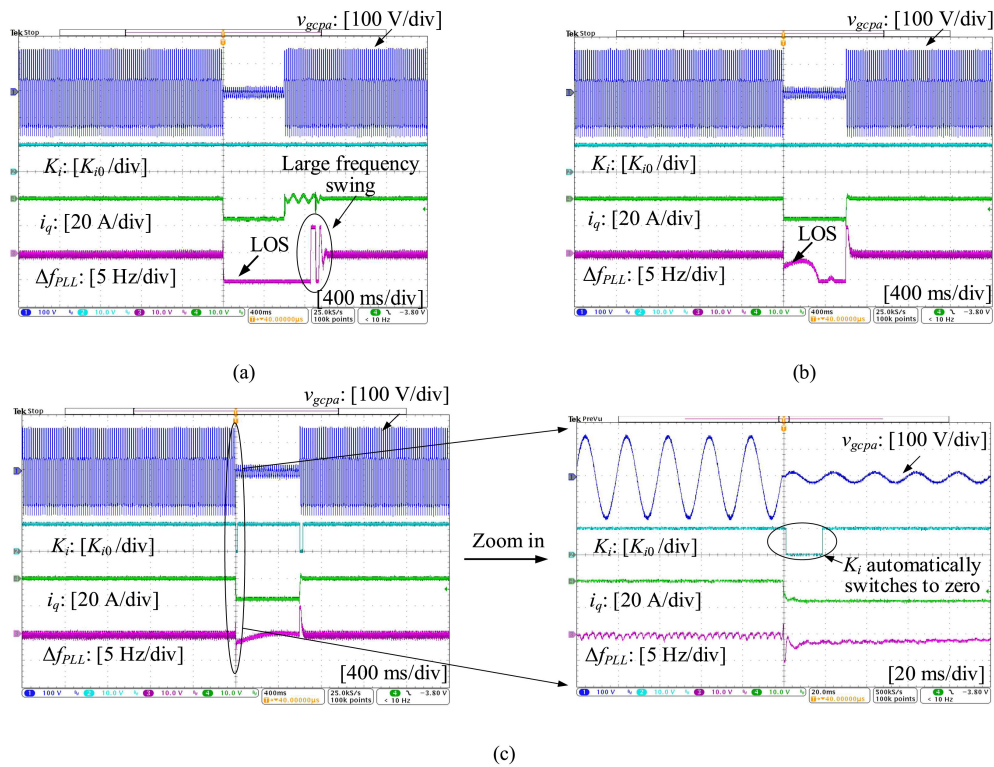 v_gcpa: [100 V/div]
Tek Stop
K_i: [K_i0/div]
Large frequency
swing
i_q: [20 A/div]
LOS
Δf_PLL: [5 Hz/div]
[400 ms/div]
1 100 V 2 10.0 V 3 10.0 V 4 10.0 V 400ms 25.0kS/s 4 −3.80 V
40.00000µs 100k points < 10 Hz
(a)
v_gcpa: [100 V/div]
Tek Stop
K_i: [K_i0/div]
i_q: [20 A/div]
LOS
Δf_PLL: [5 Hz/div]
[400 ms/div]
1 100 V 2 10.0 V 3 10.0 V 4 10.0 V 400ms 25.0kS/s 4 −3.80 V
40.00000µs 100k points < 10 Hz
(b)
v_gcpa: [100 V/div]
Tek Stop
K_i: [K_i0/div]
i_q: [20 A/div]
Δf_PLL: [5 Hz/div]
[400 ms/div]
1 100 V 2 10.0 V 3 10.0 V 4 10.0 V 400ms 25.0kS/s 4 −3.80 V
40.00000µs 100k points < 10 Hz
Zoom in
Tek PreVu
v_gcpa: [100 V/div]
K_i: [K_i0/div]
K_i automatically
switches to zero
i_q: [20 A/div]
Δf_PLL: [5 Hz/div]
[20 ms/div]
1 100 V 2 10.0 V 3 10.0 V 4 10.0 V 20.0ms 500kS/s 4 −3.80 V
40.00000µs 100k points < 10 Hz
(c)